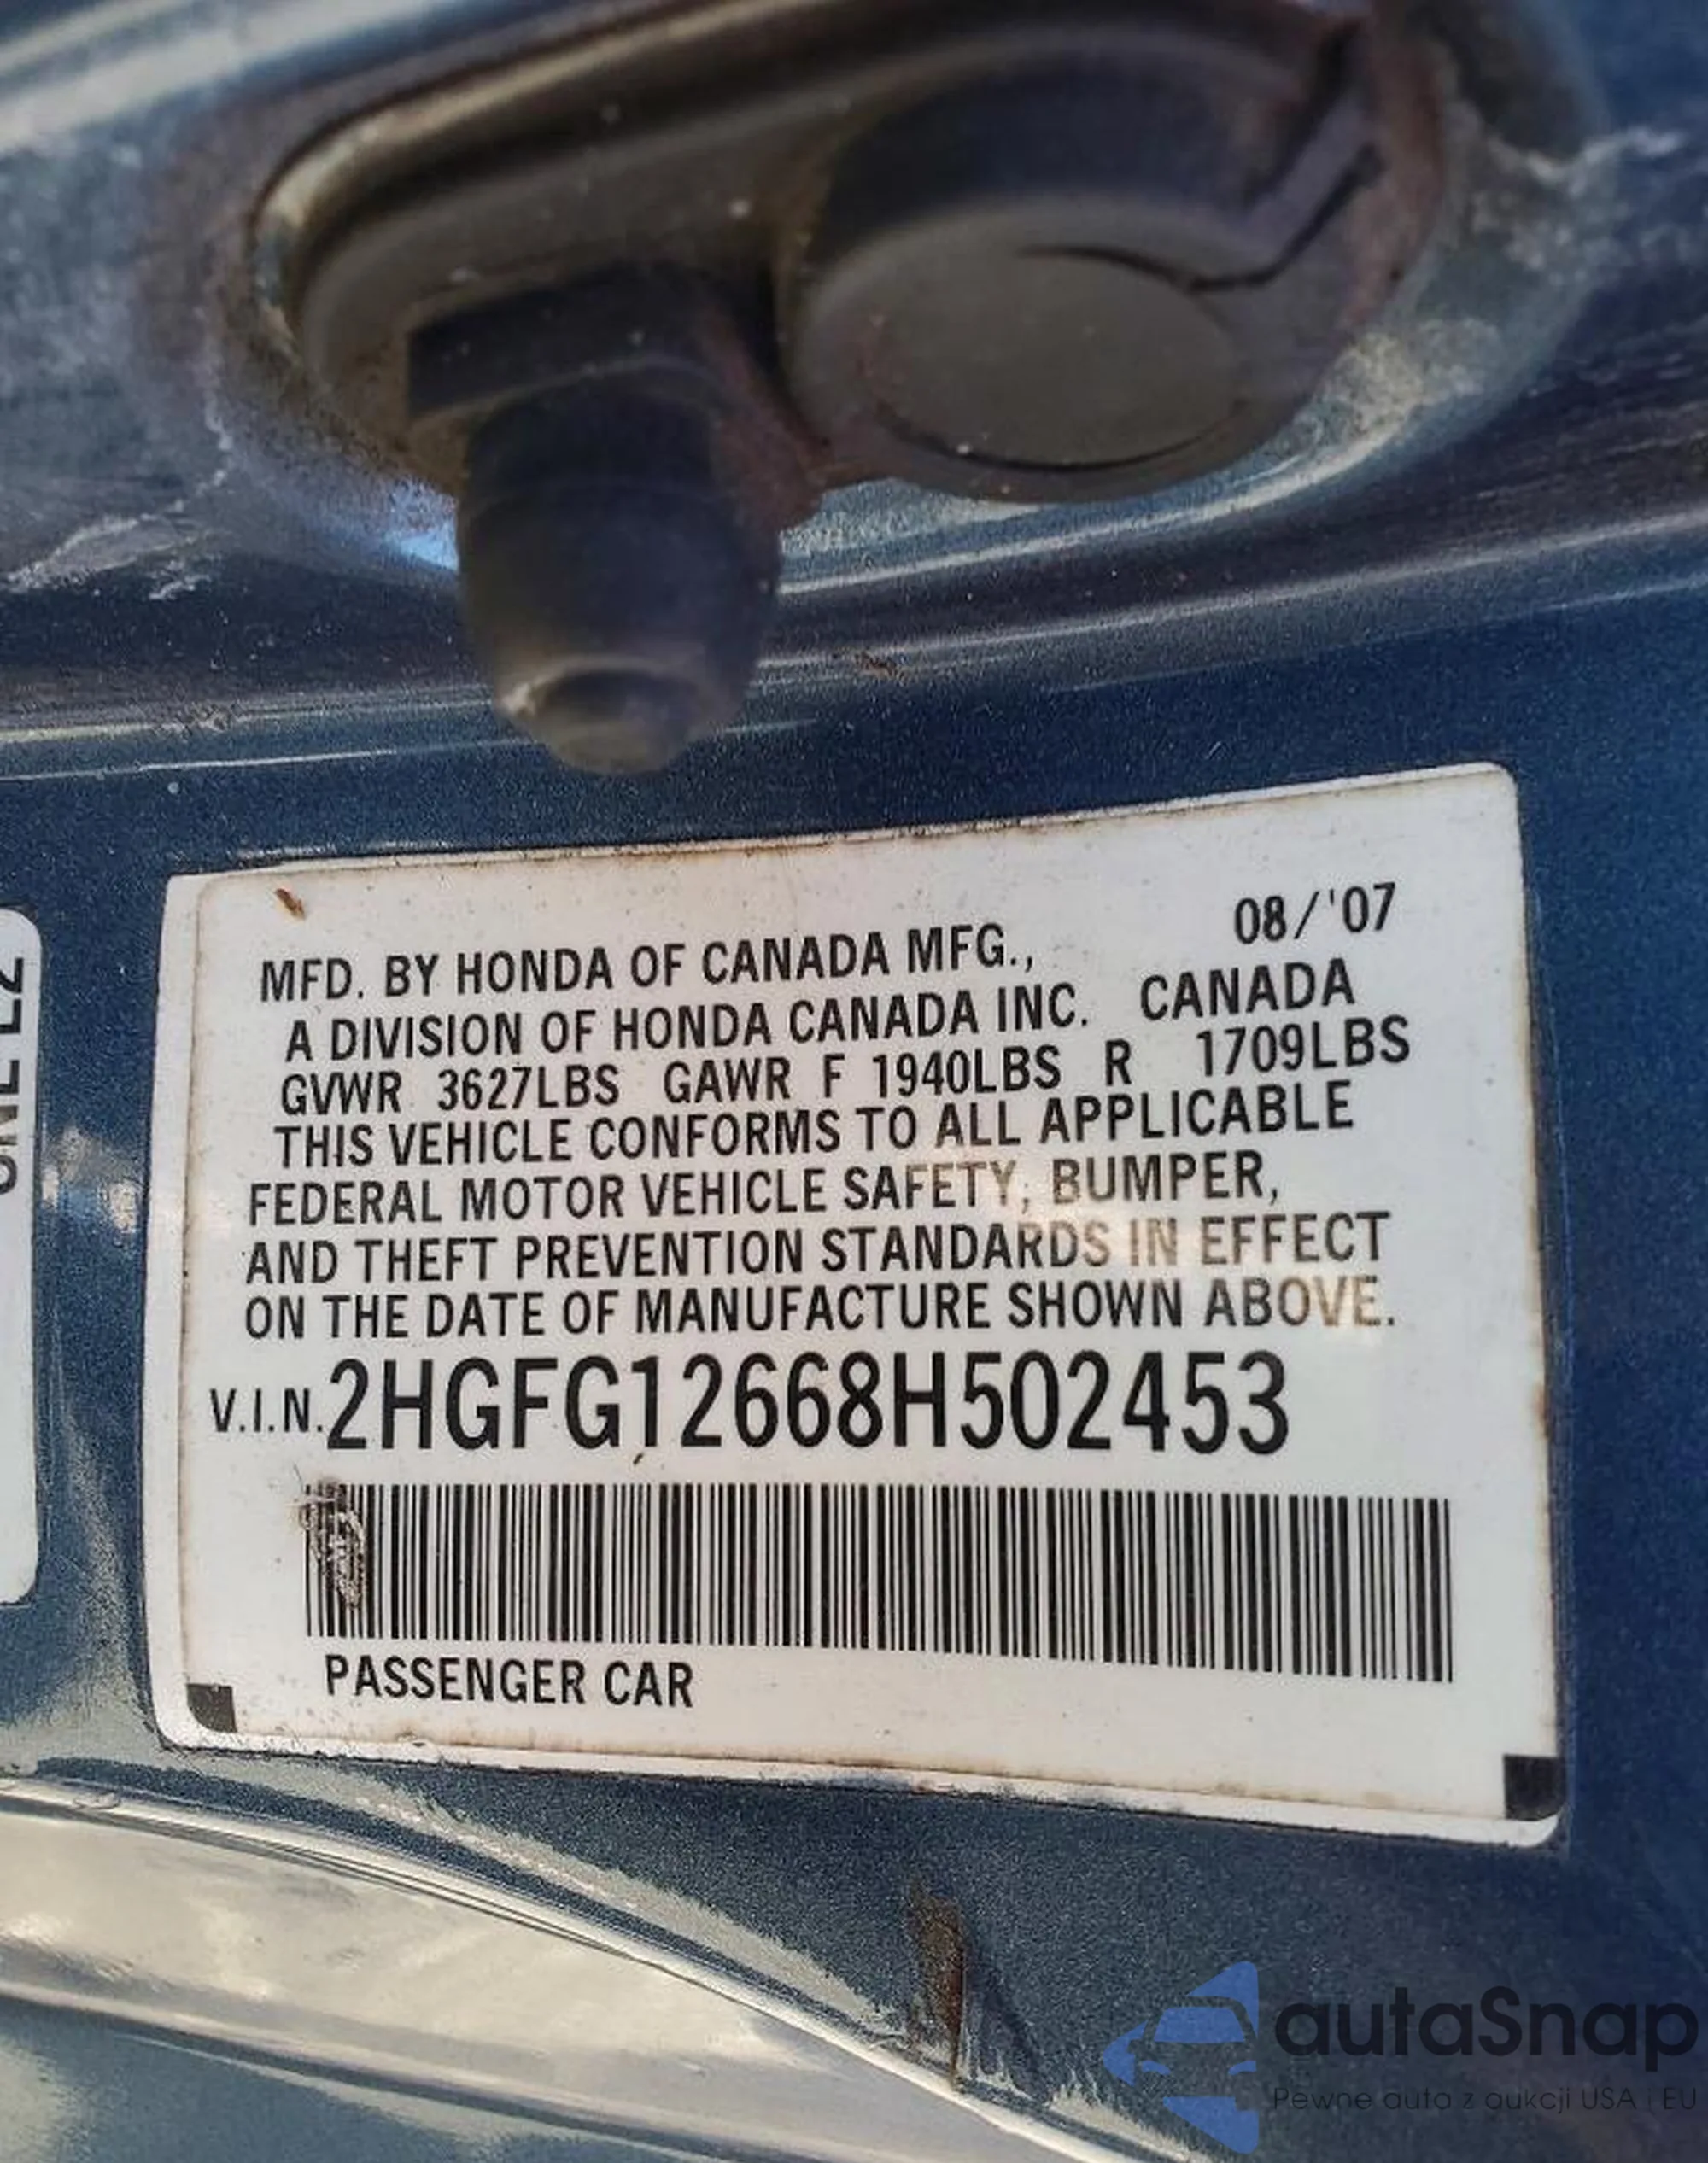 08/'07
MFD. BY HONDA OF CANADA MFG.,
A DIVISION OF HONDA CANADA INC. CANADA
GVWR 3627LBS GAWR F 1940LBS R 1709LBS
THIS VEHICLE CONFORMS TO ALL APPLICABLE
FEDERAL MOTOR VEHICLE SAFETY, BUMPER,
AND THEFT PREVENTION STANDARDS IN EFFECT
ON THE DATE OF MANUFACTURE SHOWN ABOVE.
V.I.N. 2HGFG12668H502453
PASSENGER CAR
autaSnap
Pewne auta z aukcji USA i EU